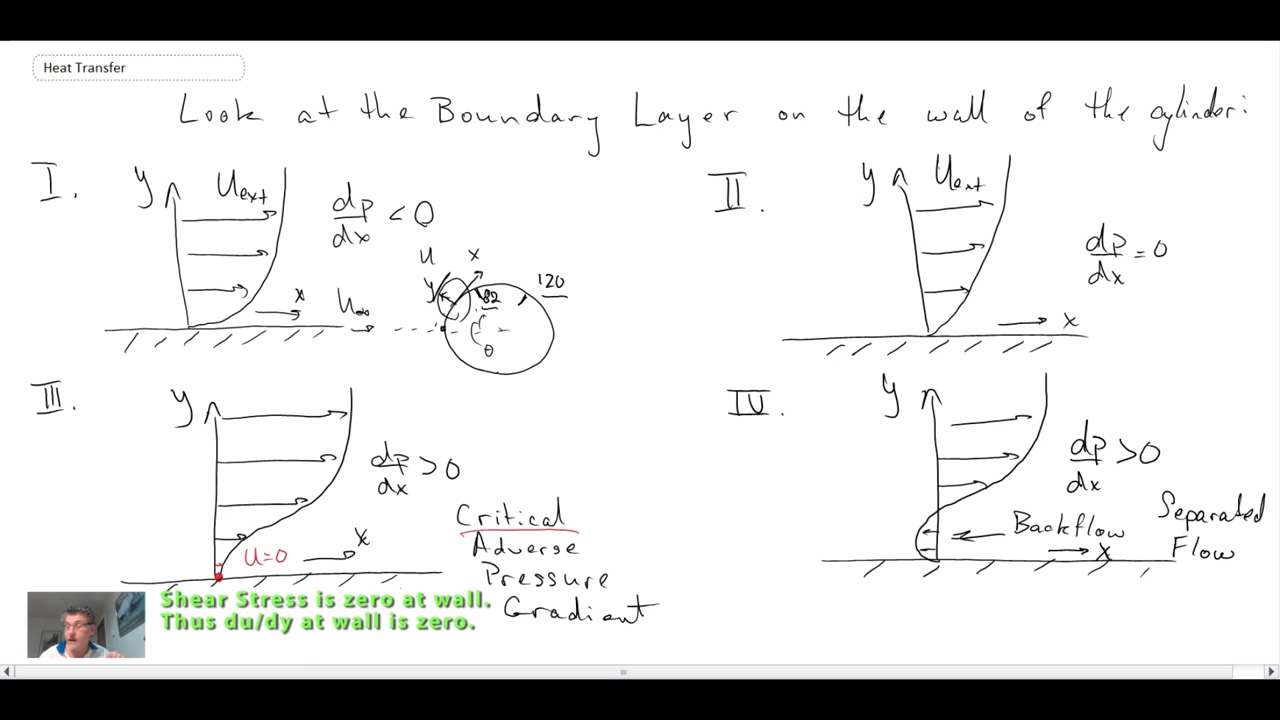 Heat Transfer
Look at the Boundary Layer on the wall of the cylinder:
I.
y
Uext
dp/dx < 0
x
U∞
u
x
y
82
120
θ
II.
y
Uext
dp/dx = 0
x
III.
y
dp/dx > 0
x
u=0
Critical
Adverse
Pressure
Gradient
Shear Stress is zero at wall.
Thus du/dy at wall is zero.
IV.
y
dp/dx > 0
Backflow
x
Separated
Flow